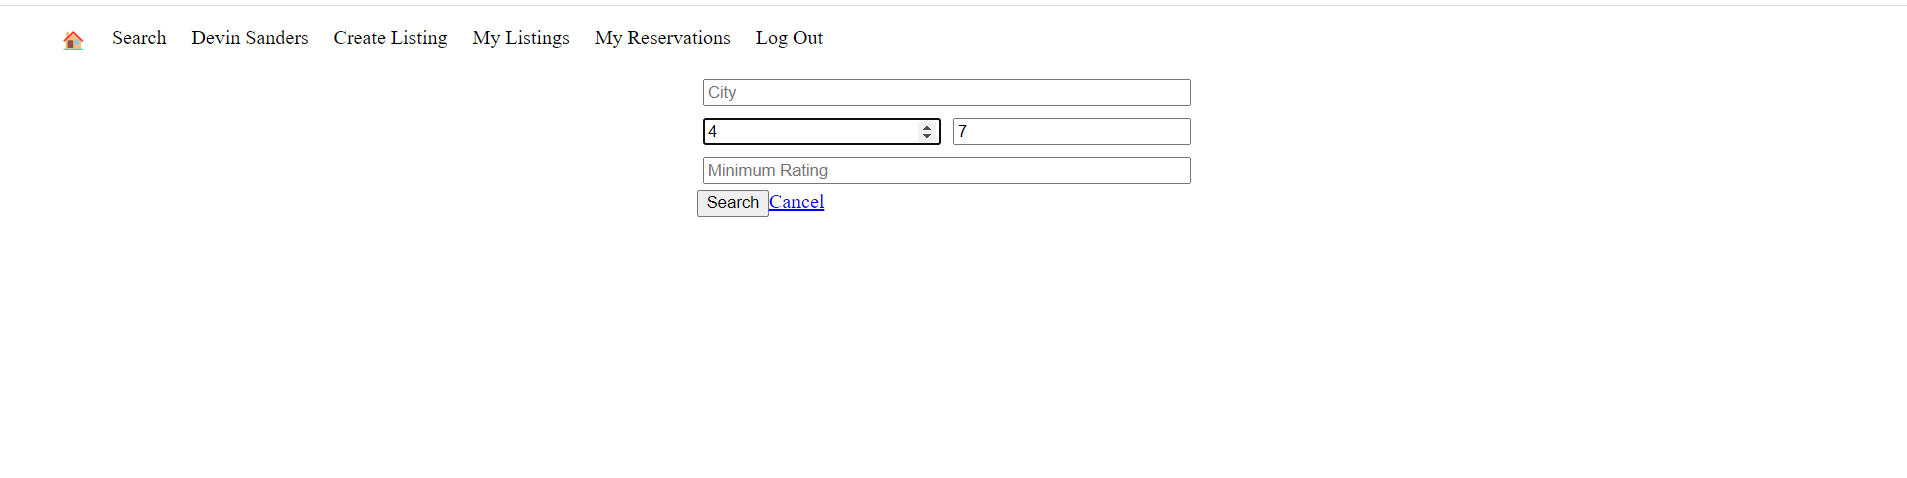 Search Devin Sanders Create Listing My Listings My Reservations Log Out
City
4 7
Minimum Rating
Search Cancel